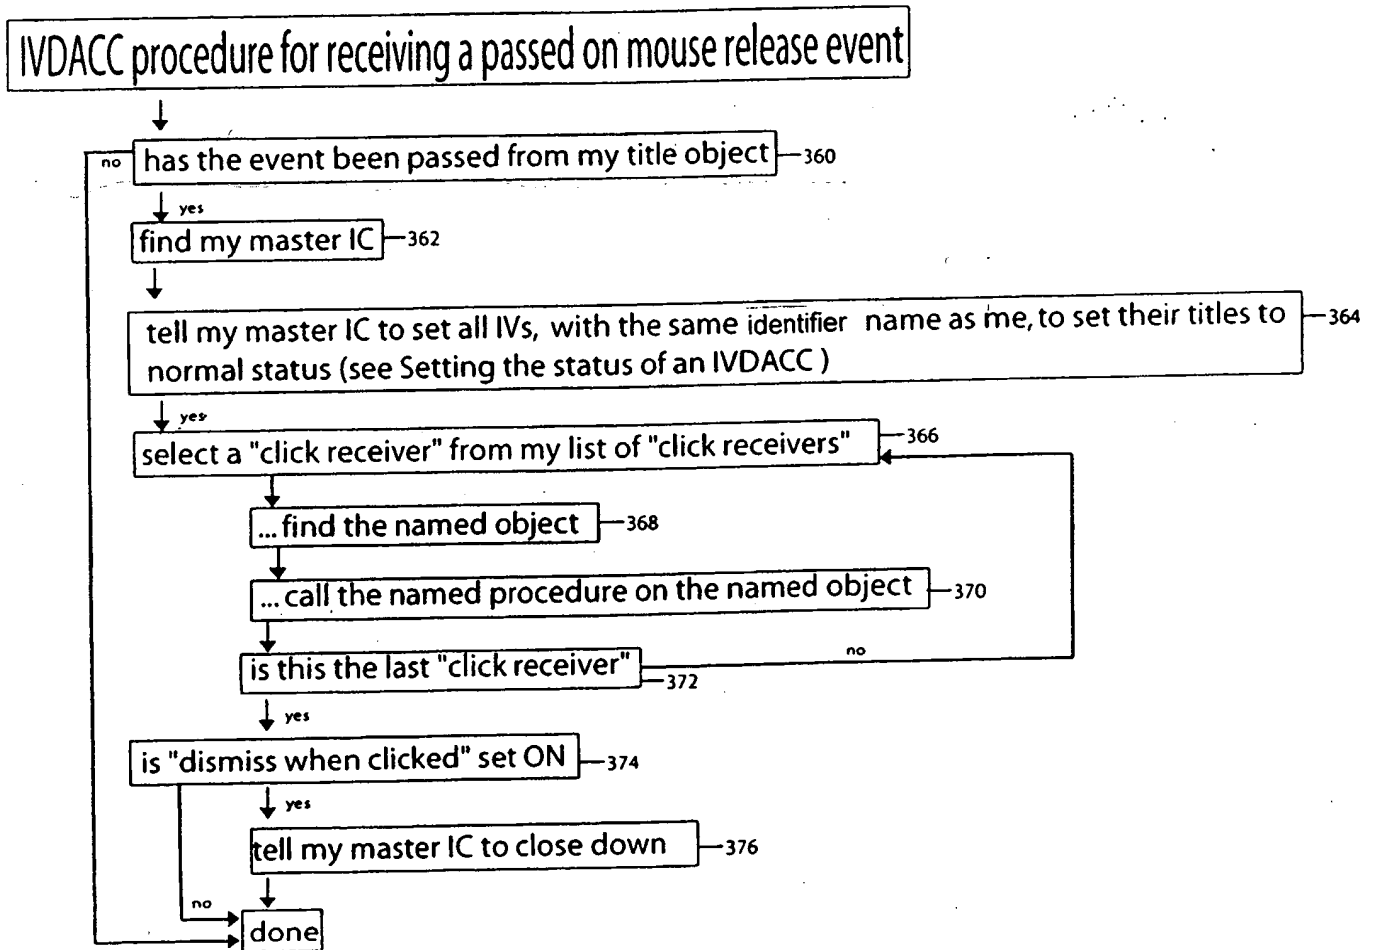 IVDACC procedure for receiving a passed on mouse release event
no
has the event been passed from my title object
360
yes
find my master IC
362
tell my master IC to set all IVs, with the same identifier name as me, to set their titles to
normal status (see Setting the status of an IVDACC )
364
yes
select a "click receiver" from my list of "click receivers"
366
... find the named object
368
... call the named procedure on the named object
370
is this the last "click receiver"
no
372
yes
is "dismiss when clicked" set ON
374
yes
tell my master IC to close down
376
no
done